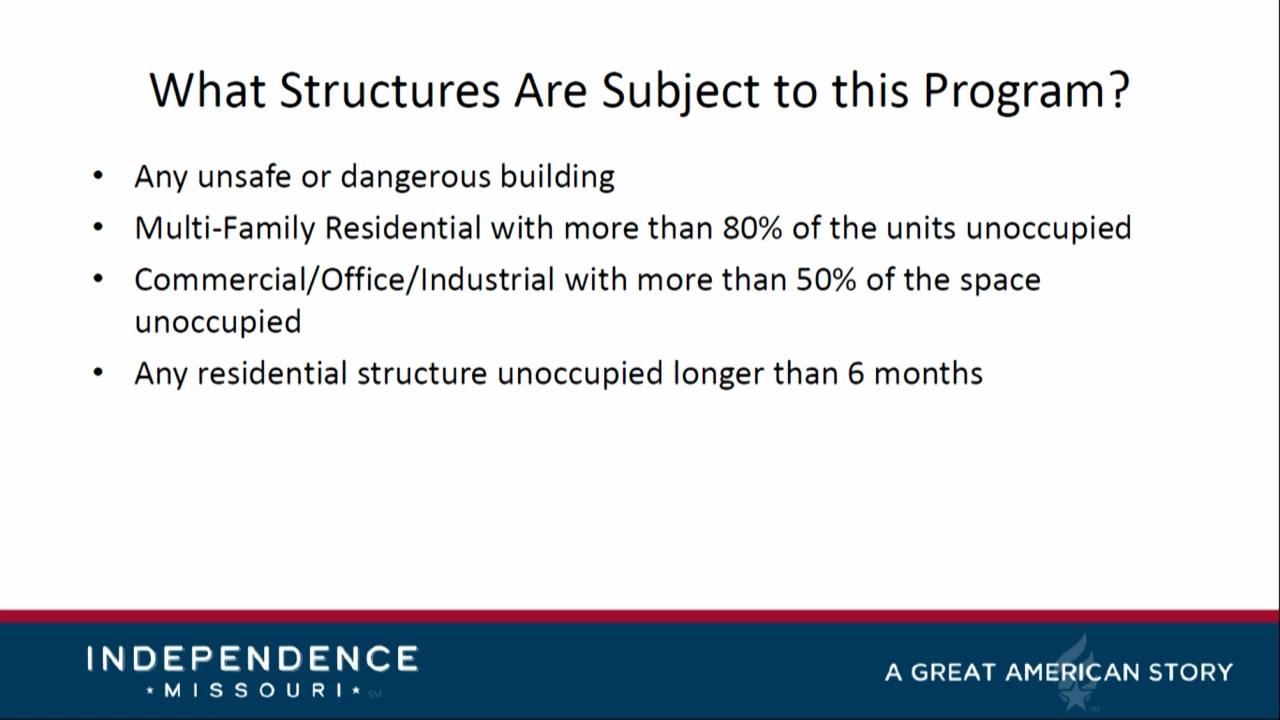 What Structures Are Subject to this Program?
• Any unsafe or dangerous building
• Multi-Family Residential with more than 80% of the units unoccupied
• Commercial/Office/Industrial with more than 50% of the space
unoccupied
• Any residential structure unoccupied longer than 6 months
INDEPENDENCE
★ MISSOURI ★ SM
A GREAT AMERICAN STORY
TM